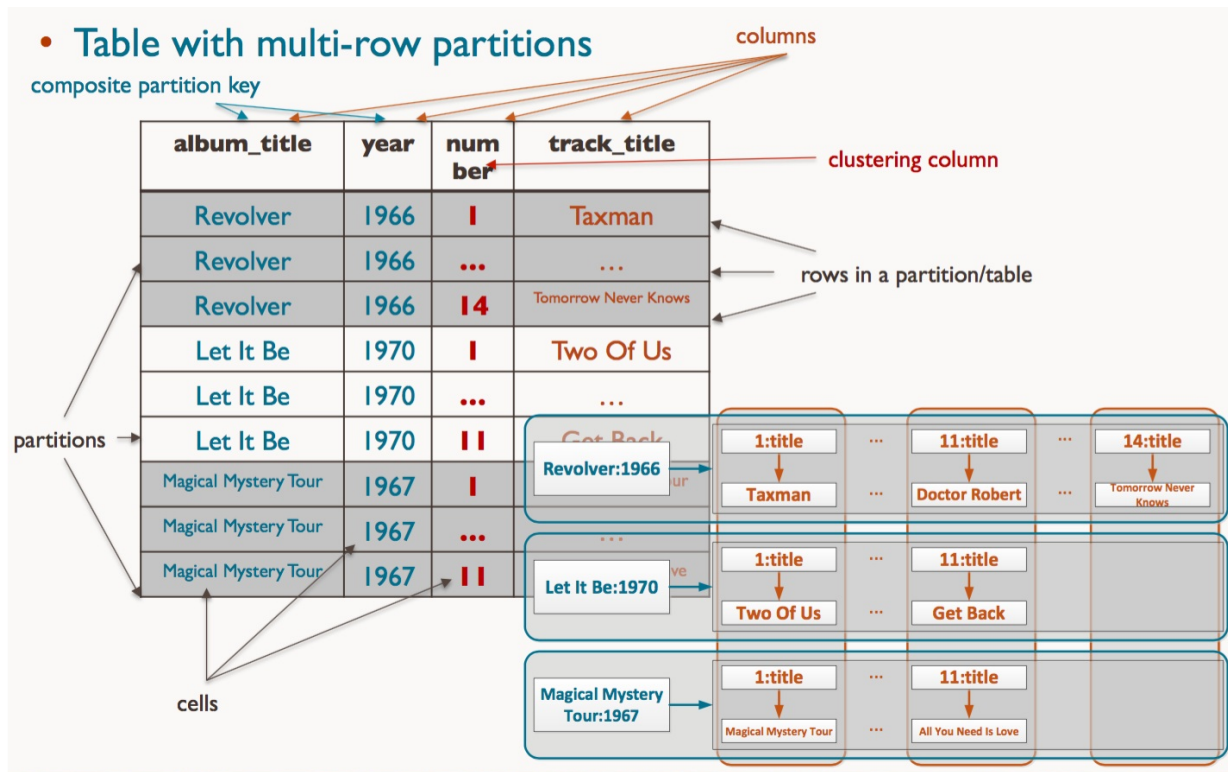 • Table with multi-row partitions
columns
composite partition key
album_title year num track_title
ber
clustering column
Revolver 1966 1 Taxman
Revolver 1966 ... ...
rows in a partition/table
Revolver 1966 14 Tomorrow Never Knows
Let It Be 1970 1 Two Of Us
Let It Be 1970 ... ...
partitions
Let It Be 1970 11 Get Back
Magical Mystery Tour 1967 1 our
Magical Mystery Tour 1967 ... ...
Magical Mystery Tour 1967 11 ve
cells
Revolver:1966
1:title ... 11:title ... 14:title
Taxman ... Doctor Robert ... Tomorrow Never
Knows
Let It Be:1970
1:title ... 11:title
Two Of Us ... Get Back
Magical Mystery
Tour:1967
1:title ... 11:title
Magical Mystery Tour ... All You Need Is Love